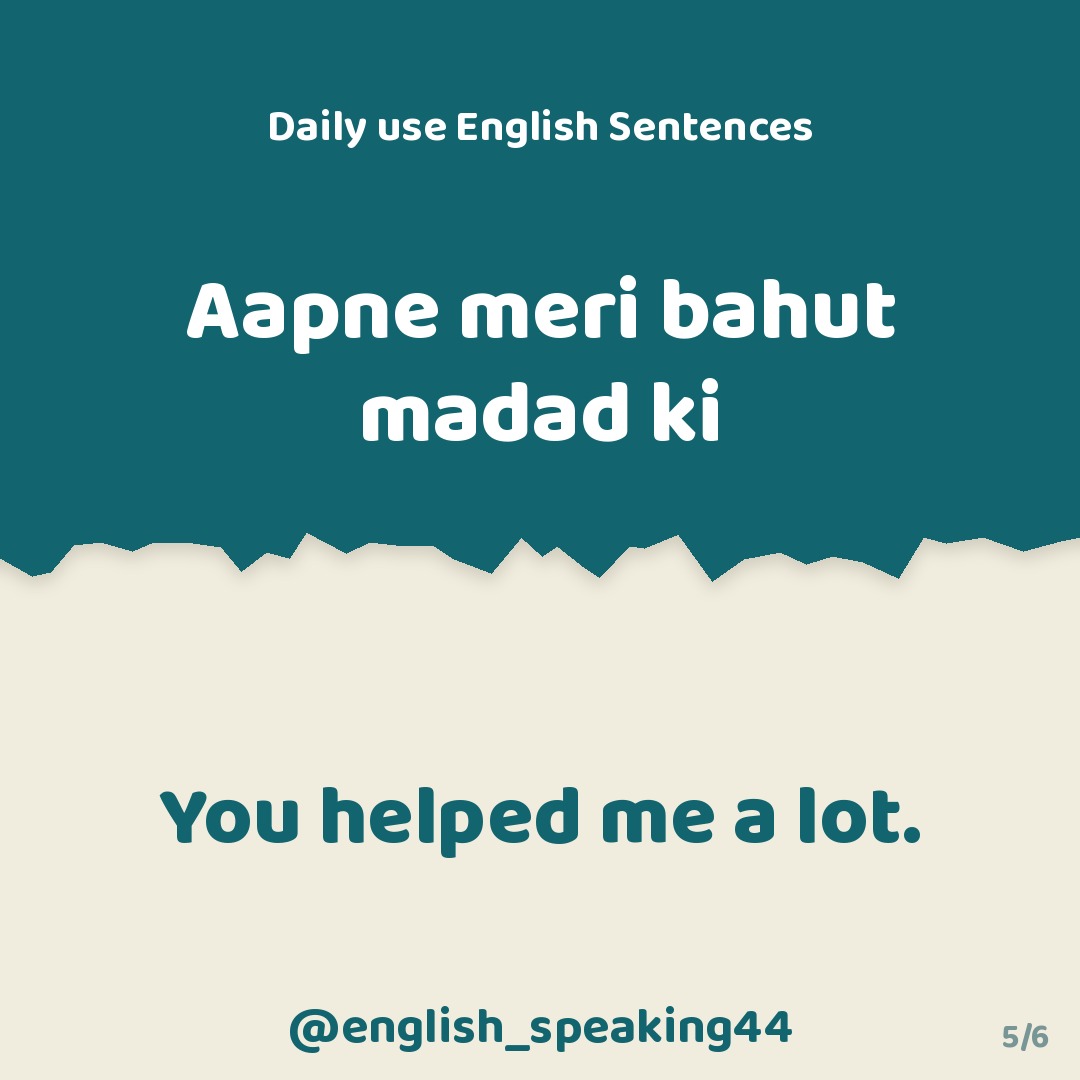 Daily use English Sentences
Aapne meri bahut
madad ki
You helped me a lot.
@english_speaking44
5/6